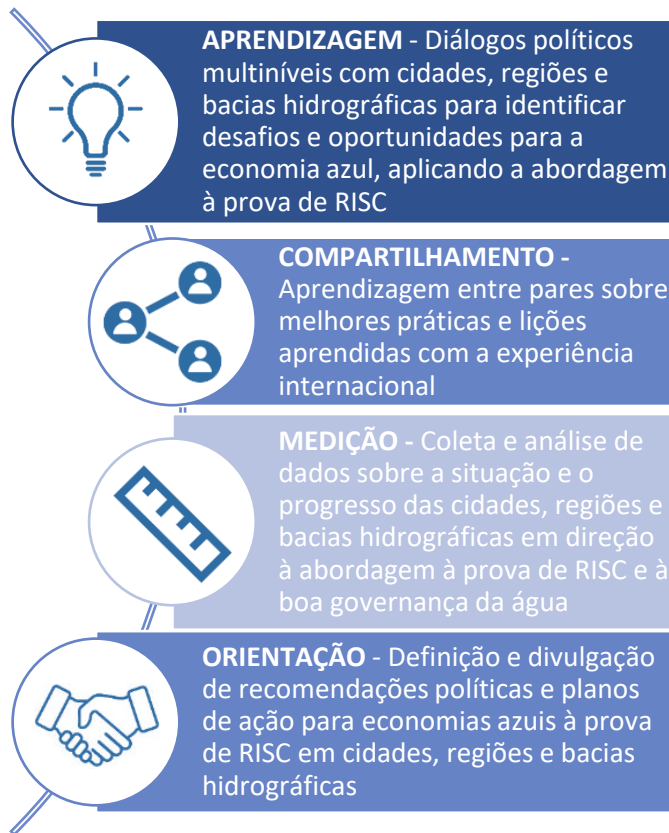 APRENDIZAGEM - Diálogos políticos
multiníveis com cidades, regiões e
bacias hidrográficas para identificar
desafios e oportunidades para a
economia azul, aplicando a abordagem
à prova de RISC
COMPARTILHAMENTO -
Aprendizagem entre pares sobre
melhores práticas e lições
aprendidas com a experiência
internacional
MEDIÇÃO - Coleta e análise de
dados sobre a situação e o
progresso das cidades, regiões e
bacias hidrográficas em direção
à abordagem à prova de RISC e à
boa governança da água
ORIENTAÇÃO - Definição e divulgação
de recomendações políticas e planos
de ação para economias azuis à prova
de RISC em cidades, regiões e bacias
hidrográficas